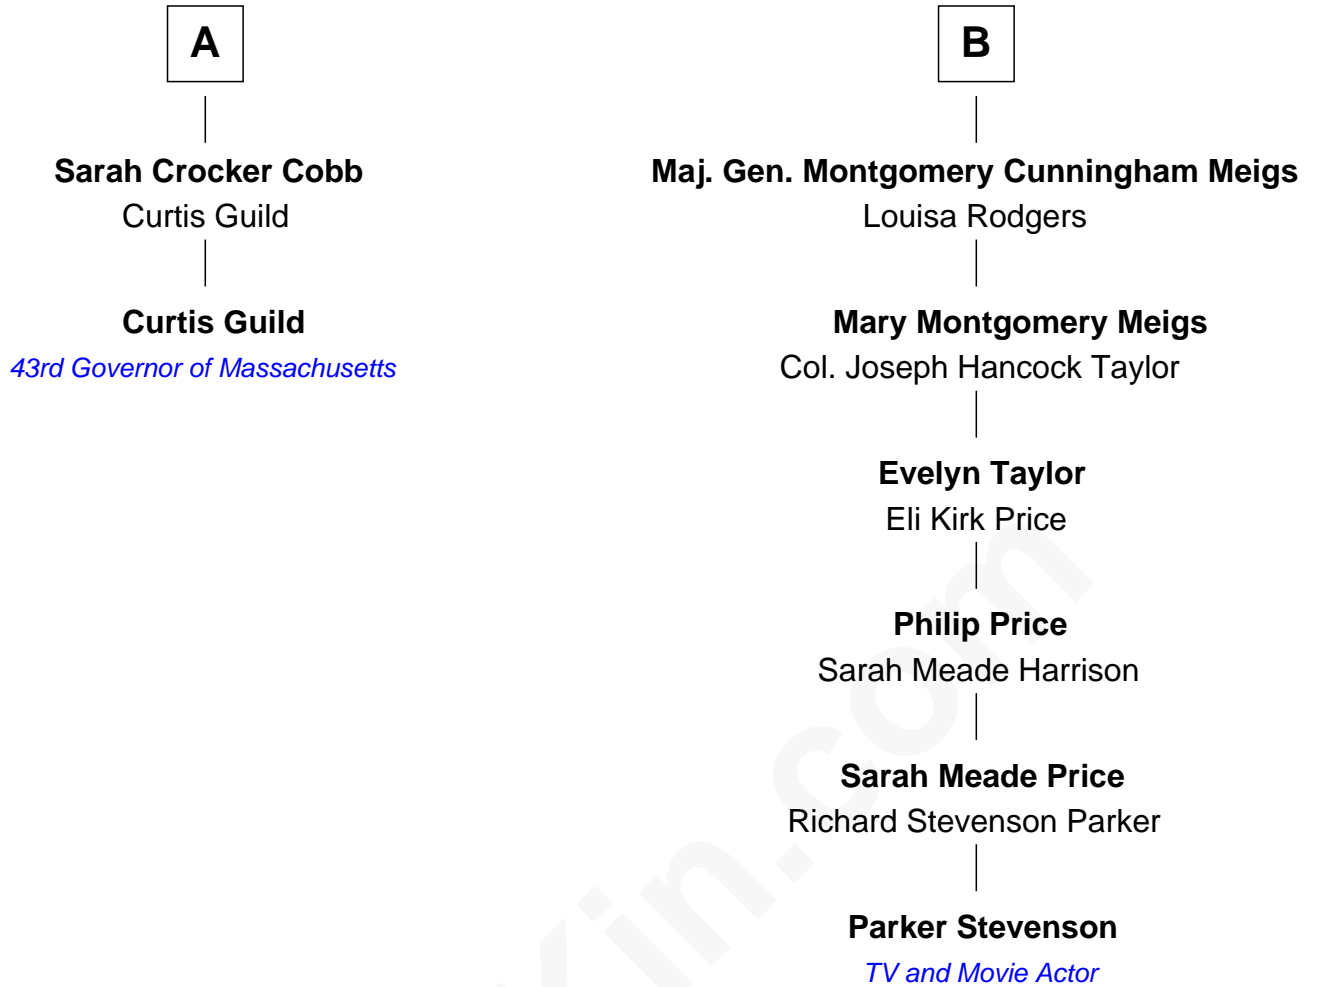 A
Sarah Crocker Cobb
Curtis Guild
Curtis Guild
43rd Governor of Massachusetts
B
Maj. Gen. Montgomery Cunningham Meigs
Louisa Rodgers
Mary Montgomery Meigs
Col. Joseph Hancock Taylor
Evelyn Taylor
Eli Kirk Price
Philip Price
Sarah Meade Harrison
Sarah Meade Price
Richard Stevenson Parker
Parker Stevenson
TV and Movie Actor
Kin.com